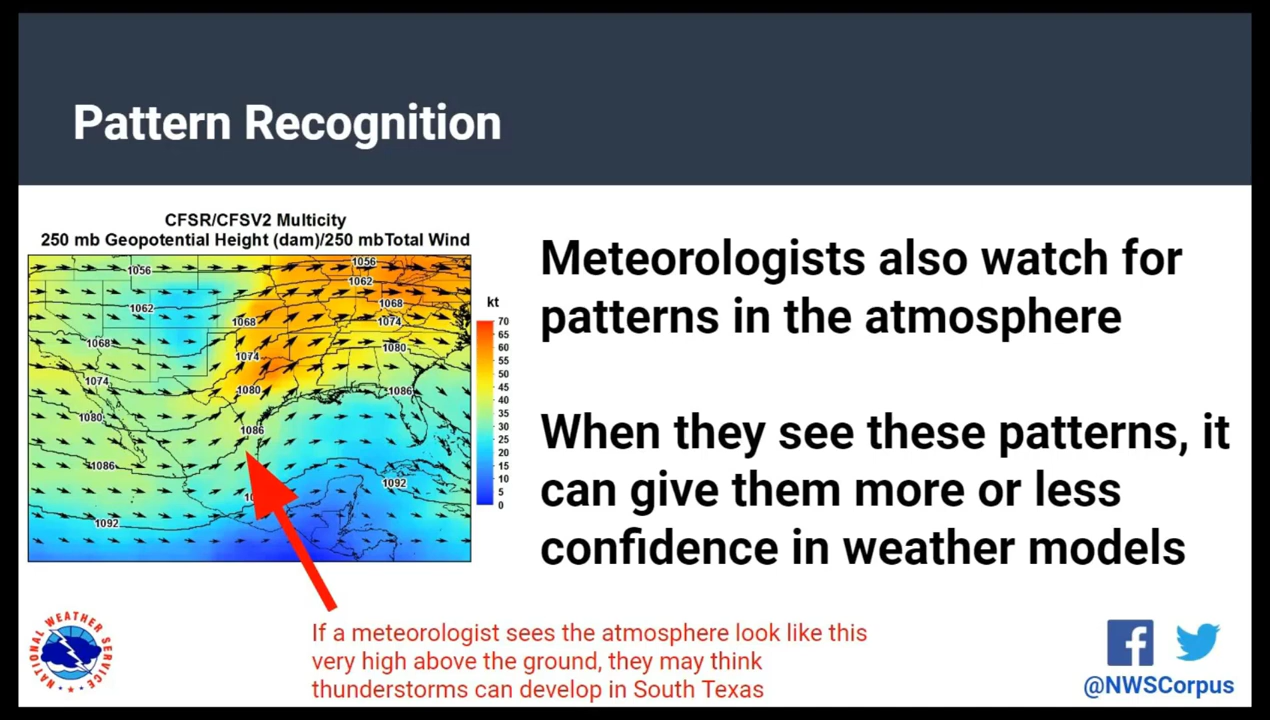 Pattern Recognition
CFSR/CFSV2 Multicity
250 mb Geopotential Height (dam)/250 mbTotal Wind
1056
1056
1062
1062
1068
1068
1068
1074
1074
1074
1080
1080
1080
1086
1086
1086
1092
1092
kt
70
65
60
55
50
45
40
35
30
25
20
15
10
5
0
Meteorologists also watch for
patterns in the atmosphere
When they see these patterns, it
can give them more or less
confidence in weather models
If a meteorologist sees the atmosphere look like this
very high above the ground, they may think
thunderstorms can develop in South Texas
NATIONAL WEATHER SERVICE
@NWSCorpus